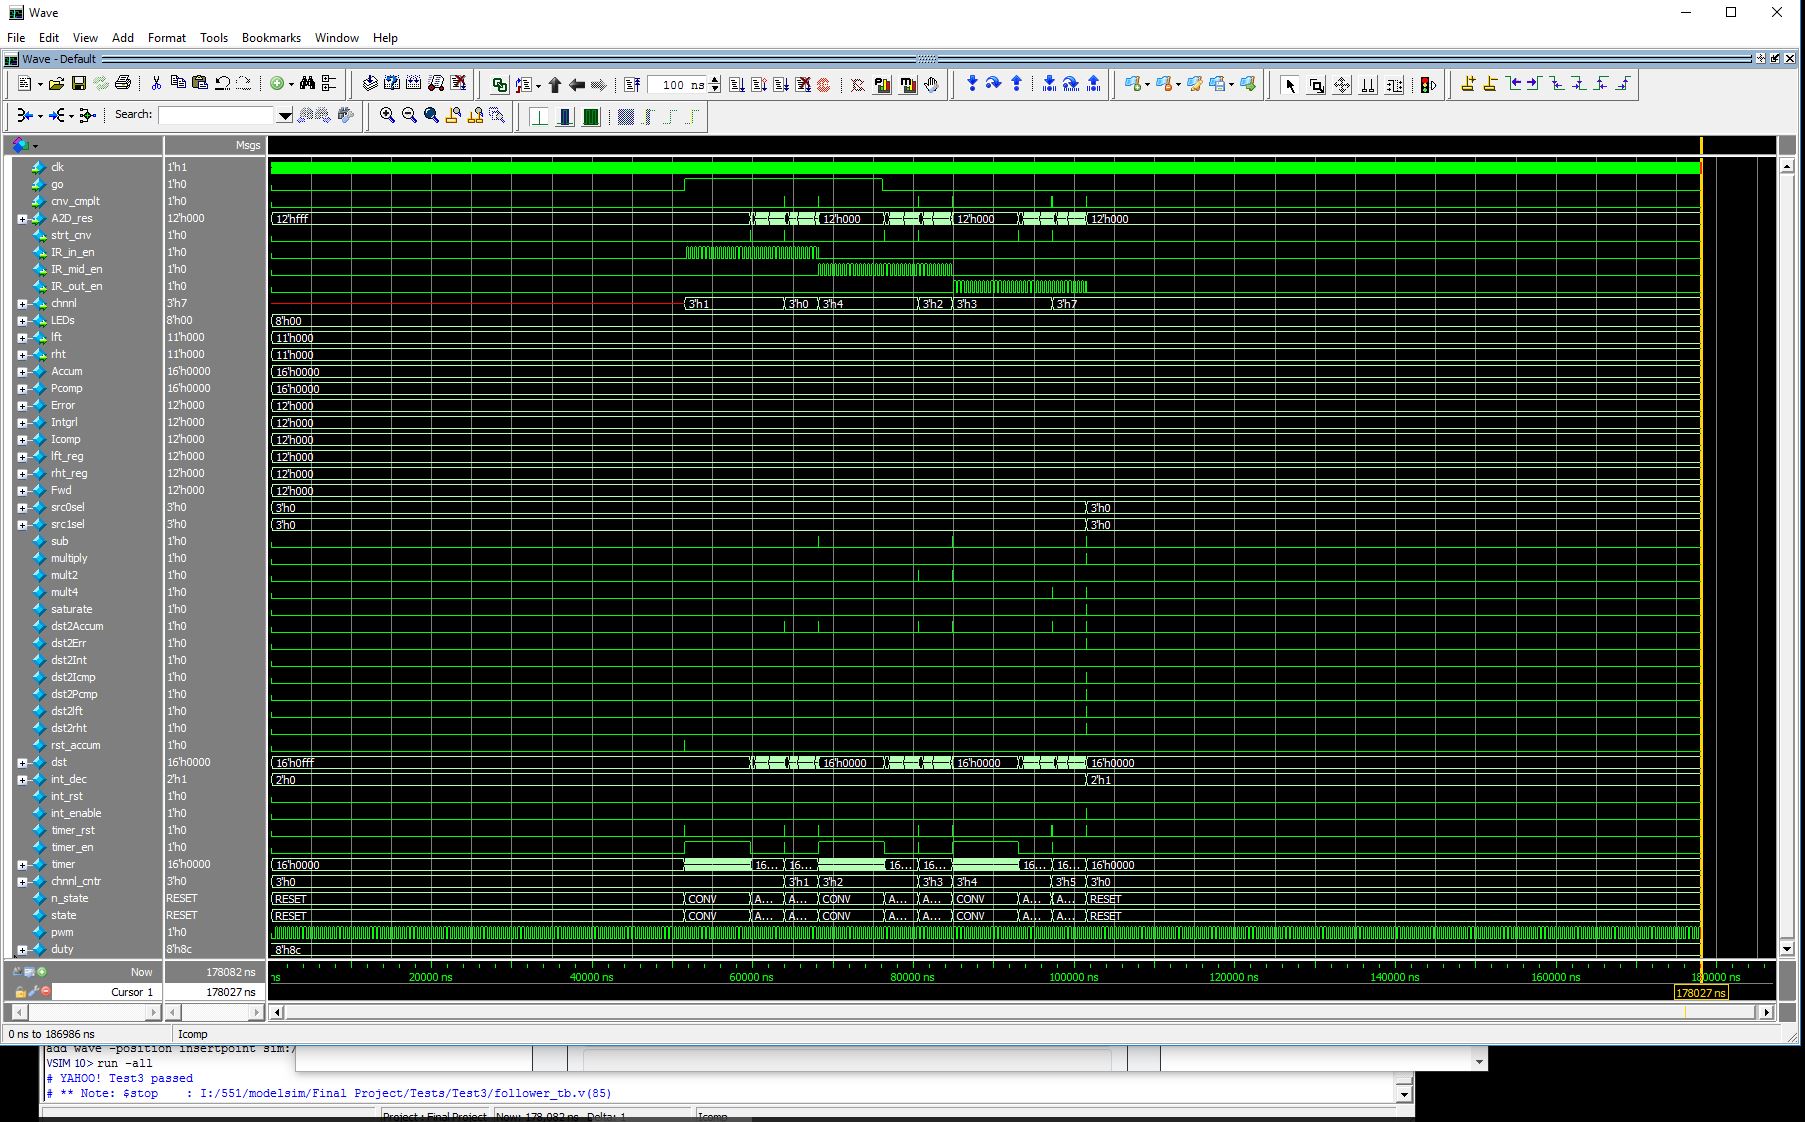 Wave
File Edit View Add Format Tools Bookmarks Window Help
Wave - Default
100 ns
Search:
Msgs
clk 1'h1
go 1'h0
cnv_cmplt 1'h0
A2D_res 12'h000 12'hfff 12'h000 12'h000 12'h000
strt_cnv 1'h0
IR_in_en 1'h0
IR_mid_en 1'h0
IR_out_en 1'h0
chnnl 3'h7 3'h1 3'h0 3'h4 3'h2 3'h3 3'h7
LEDs 8'h00 8'h00
lft 11'h000 11'h000
rht 11'h000 11'h000
Accum 16'h0000 16'h0000
Pcomp 16'h0000 16'h0000
Error 12'h000 12'h000
Intgrl 12'h000 12'h000
Icomp 12'h000 12'h000
lft_reg 12'h000 12'h000
rht_reg 12'h000 12'h000
Fwd 12'h000 12'h000
src0sel 3'h0 3'h0 3'h0
src1sel 3'h0 3'h0 3'h0
sub 1'h0
multiply 1'h0
mult2 1'h0
mult4 1'h0
saturate 1'h0
dst2Accum 1'h0
dst2Err 1'h0
dst2Int 1'h0
dst2Icmp 1'h0
dst2Pcmp 1'h0
dst2lft 1'h0
dst2rht 1'h0
rst_accum 1'h0
dst 16'h0000 16'h0fff 16'h0000 16'h0000 16'h0000
int_dec 2'h1 2'h0 2'h1
int_rst 1'h0
int_enable 1'h0
timer_rst 1'h0
timer_en 1'h0
timer 16'h0000 16'h0000 16... 16... 16... 16... 16... 16... 16'h0000
chnnl_cntr 3'h0 3'h0 3'h1 3'h2 3'h3 3'h4 3'h5 3'h0
n_state RESET RESET CONV A... A... CONV A... A... CONV A... A... RESET
state RESET RESET CONV A... A... CONV A... A... CONV A... A... RESET
pwm 1'h0
duty 8'h8c 8'h8c
Now 178082 ns ns 20000 ns 40000 ns 60000 ns 80000 ns 100000 ns 120000 ns 140000 ns 160000 ns 180000 ns
Cursor 1 178027 ns 178027 ns
0 ns to 186986 ns Icomp
add wave -position insertpoint sim:/
VSIM 10> run -all
# YAHOO! Test3 passed
# ** Note: $stop : I:/551/modelsim/Final Project/Tests/Test3/follower_tb.v(85)
Project : Final Project Now: 178,082 ns Delta: 1 Icomp